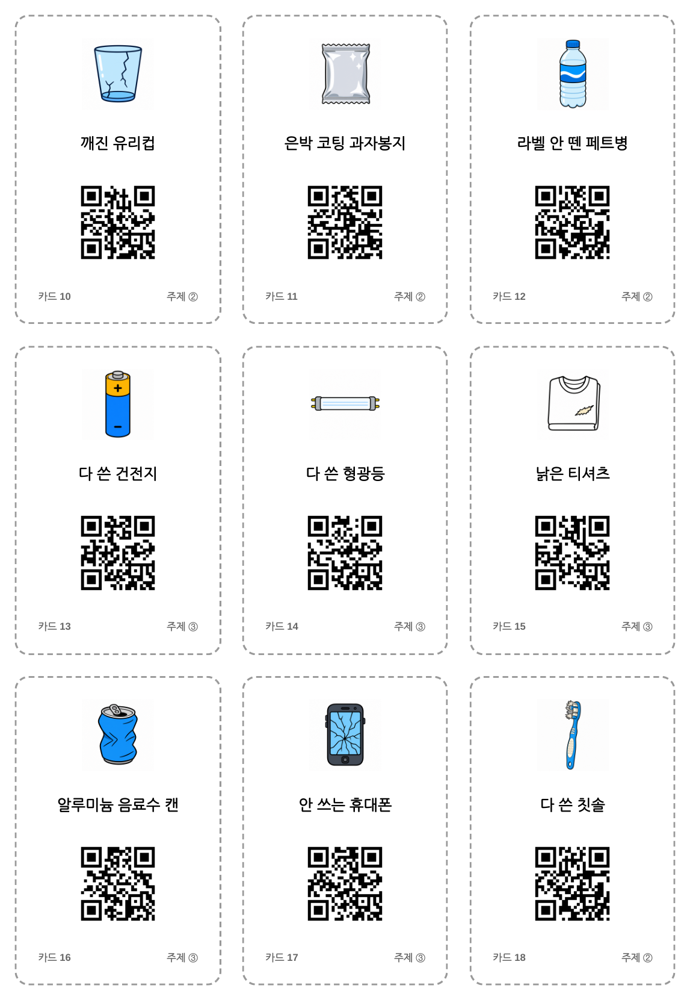 깨진 유리컵
카드 10 주제 ②
은박 코팅 과자봉지
카드 11 주제 ②
라벨 안 뗀 페트병
카드 12 주제 ②
+
-
다 쓴 건전지
카드 13 주제 ③
다 쓴 형광등
카드 14 주제 ③
낡은 티셔츠
카드 15 주제 ③
알루미늄 음료수 캔
카드 16 주제 ③
안 쓰는 휴대폰
카드 17 주제 ③
다 쓴 칫솔
카드 18 주제 ②